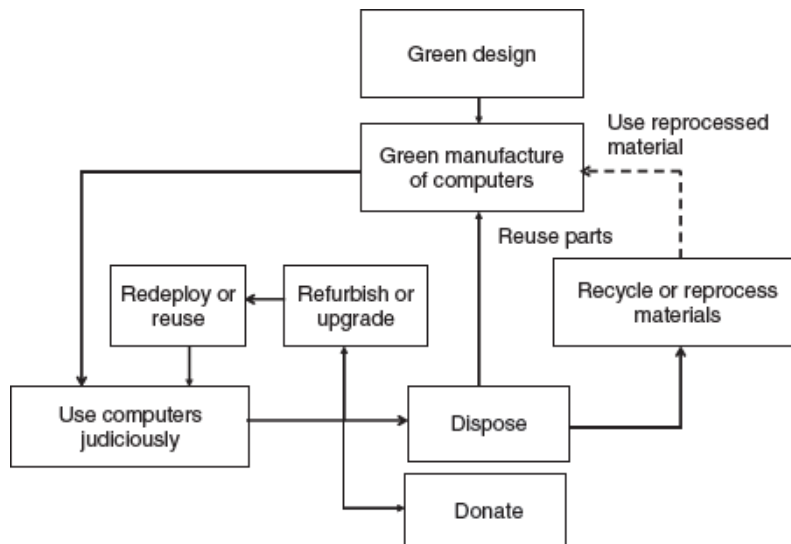 Green design
Use reprocessed
material
Green manufacture
of computers
Reuse parts
Redeploy or
reuse
Refurbish or
upgrade
Recycle or reprocess
materials
Use computers
judiciously
Dispose
Donate